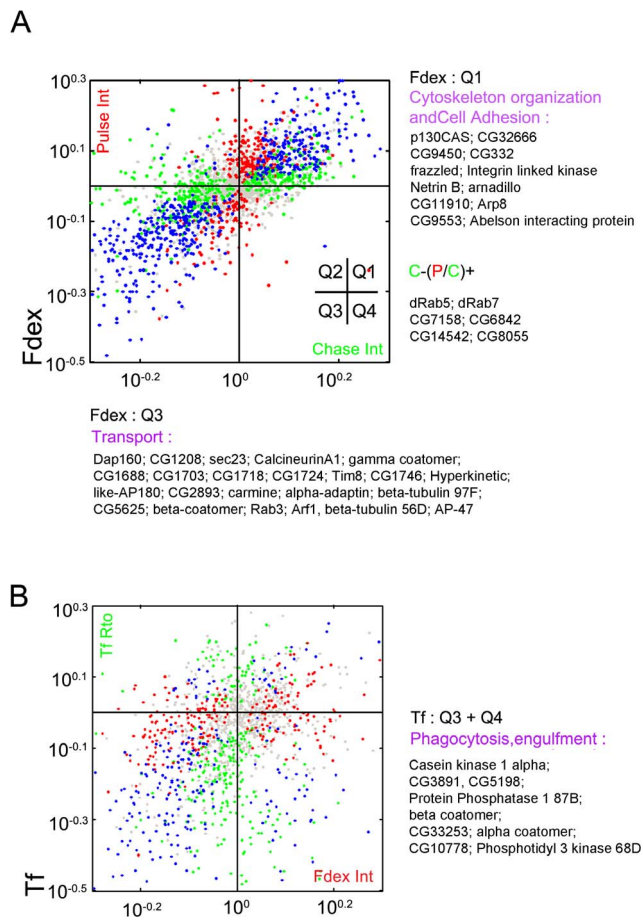 A
Fdex : Q1
Cytoskeleton organization
andCell Adhesion :
p130CAS; CG32666
CG9450; CG332
frazzled; Integrin linked kinase
Netrin B; amadillo
CG11910; Arp8
CG9553; Abelson interacting protein
C-(P/C)+
dRab5; dRab7
CG7158; CG6842
CG14542; CG8055
10^0.3
10^0.1
10^-0.1
10^-0.3
10^-0.5
Pulse Int
Fdex
Q2 Q1
Q3 Q4
Chase Int
10^-0.2 10^0 10^0.2
Fdex : Q3
Transport :
Dap160; CG1208; sec23; CalcineurinA1; gamma coatomer;
CG1688; CG1703; CG1718; CG1724; Tim8; CG1746; Hyperkinetic;
like-AP180; CG2893; carmine; alpha-adaptin; beta-tubulin 97F;
CG5625; beta-coatomer; Rab3; Arf1, beta-tubulin 56D; AP-47
B
10^0.3
10^0.1
10^-0.1
10^-0.3
10^-0.5
Tf Rto
Tf
Fdex Int
10^-0.2 10^0 10^0.2
Tf : Q3 + Q4
Phagocytosis,engulfment :
Casein kinase 1 alpha;
CG3891, CG5198;
Protein Phosphatase 1 87B;
beta coatomer;
CG33253; alpha coatomer;
CG10778; Phosphotidyl 3 kinase 68D